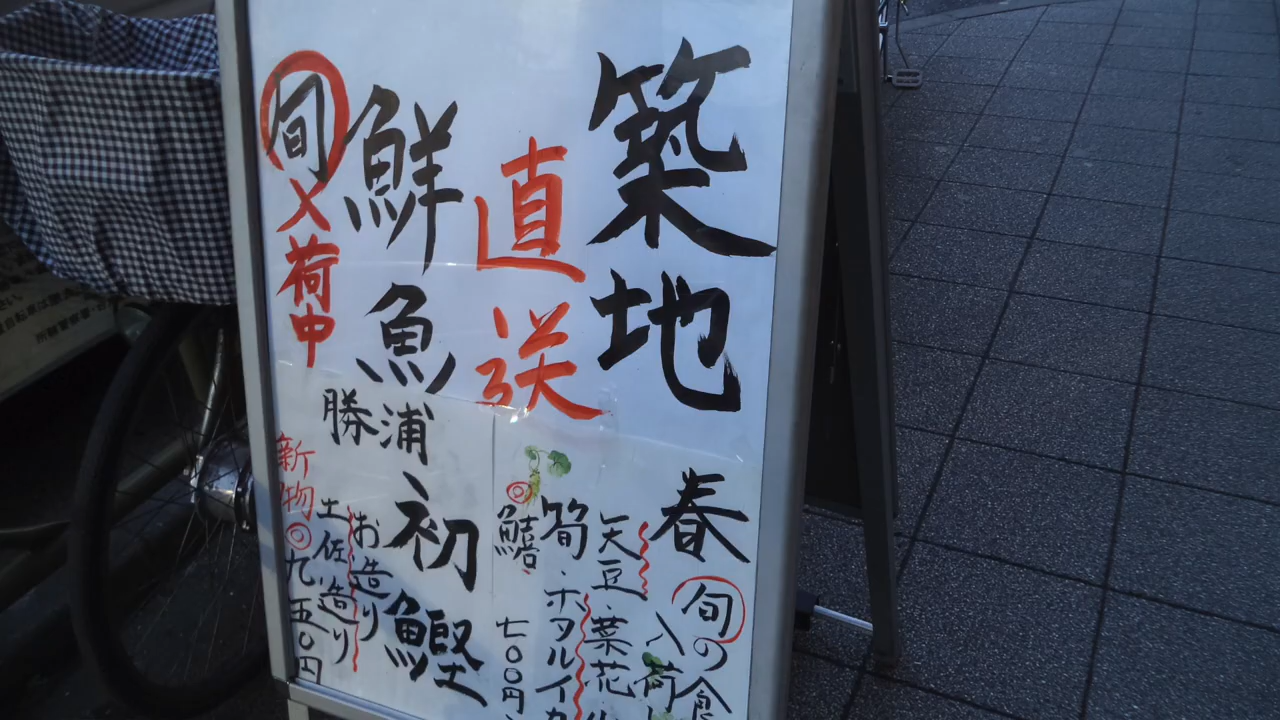 築地
直送
鮮魚
旬入荷中
春旬の食
入荷
天豆・菜花
筍・ホタルイカ
◎鱚
七〇〇円
勝浦
初鰹
お造り
土佐造り
新物◎九五〇円